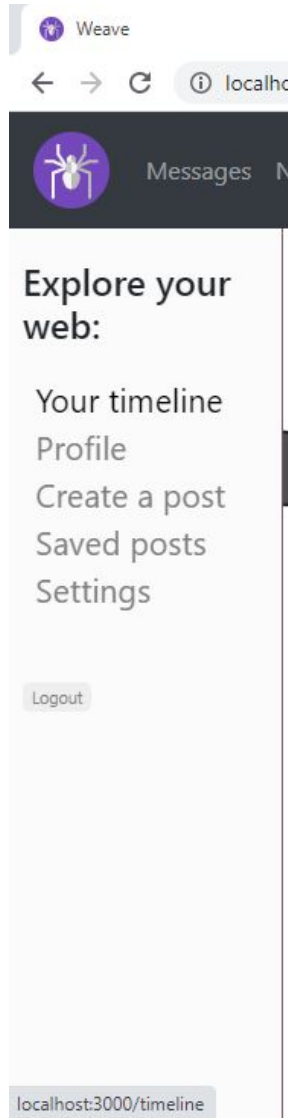 Weave
localho
Messages N
Explore your
web:
Your timeline
Profile
Create a post
Saved posts
Settings
Logout
localhost:3000/timeline